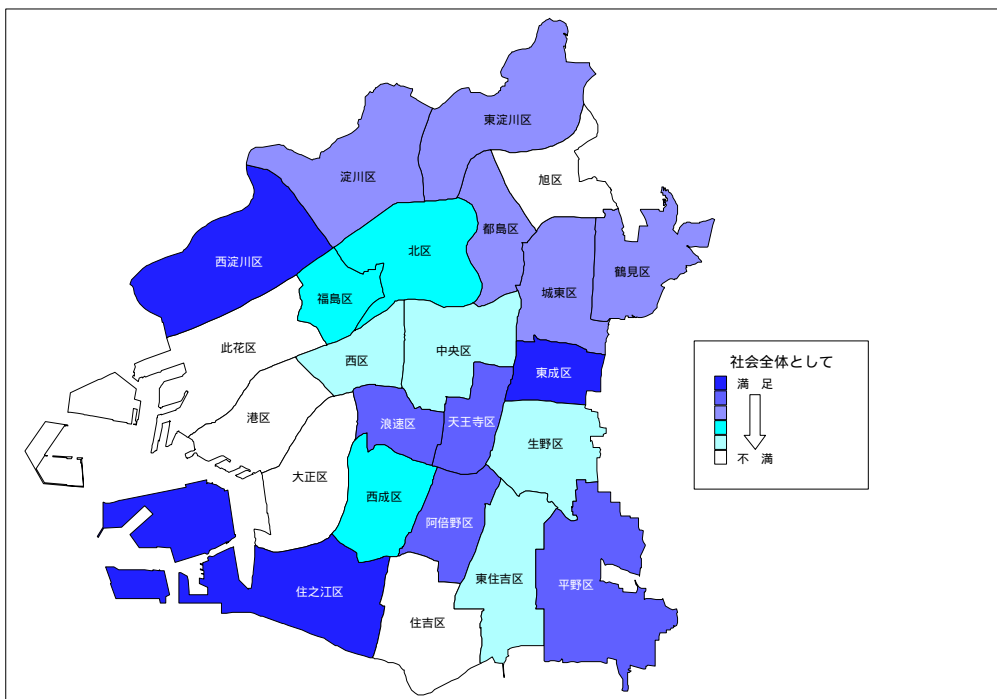 東淀川区
淀川区
旭区
都島区
北区
西淀川区
鶴見区
城東区
福島区
此花区
西区
中央区
東成区
港区
浪速区
天王寺区
生野区
大正区
西成区
阿倍野区
東住吉区
平野区
住之江区
住吉区
社会全体として
満 足
不 満